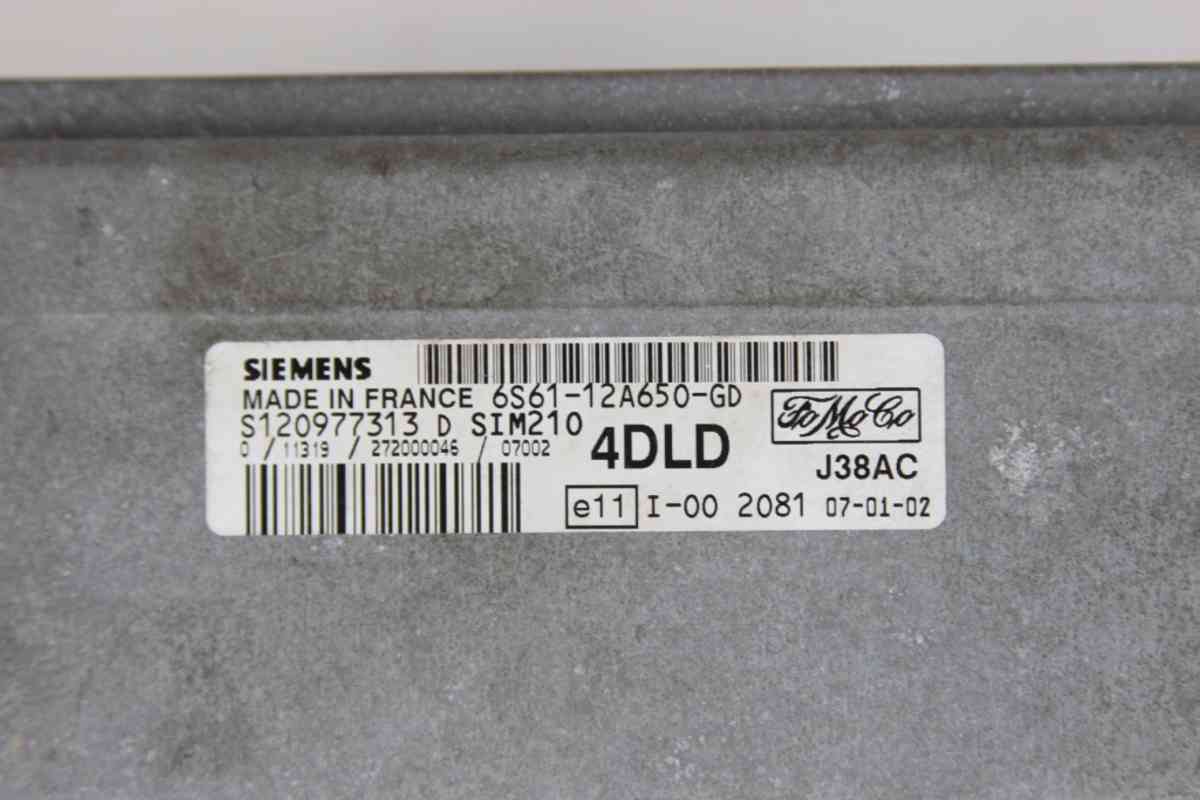 SIEMENS
MADE IN FRANCE 6S61-12A650-GD
S120977313 D SIM210
0 / 11319 / 272000046 / 07002
4DLD
FoMoCo
J38AC
e11 I-00 2081 07-01-02